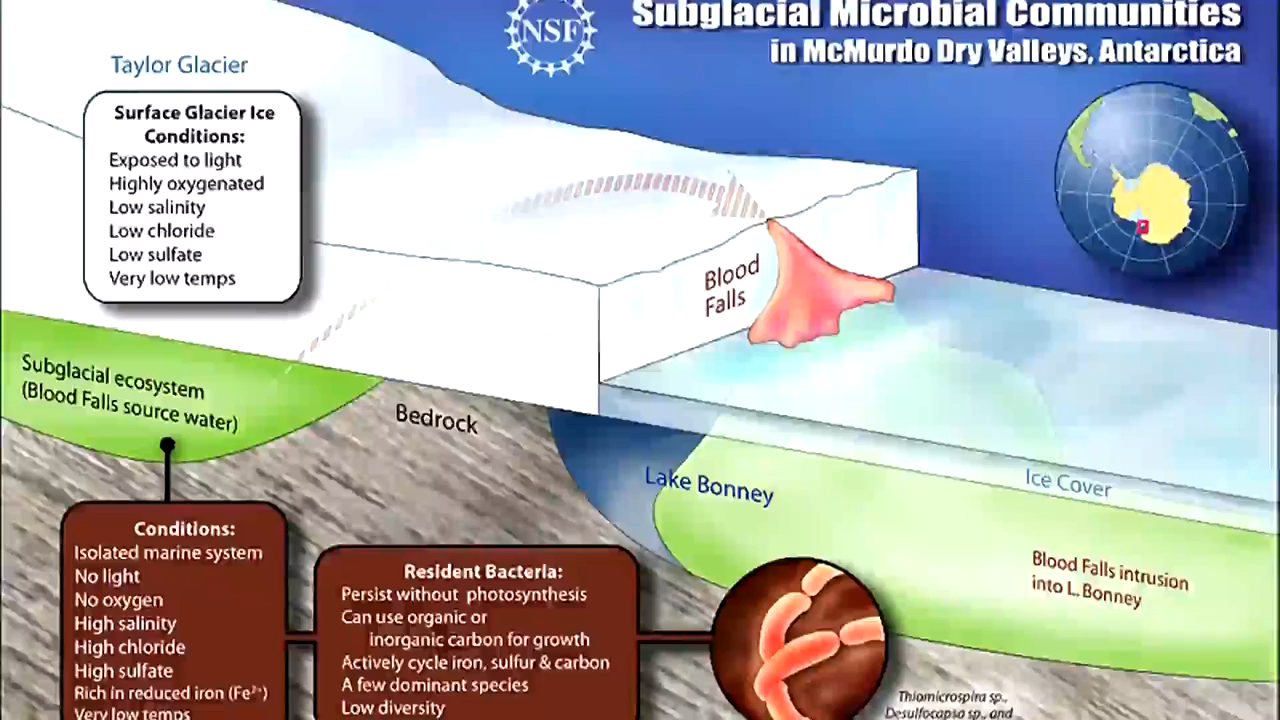 NSF
Subglacial Microbial Communities
in McMurdo Dry Valleys, Antarctica
Taylor Glacier
Surface Glacier Ice
Conditions:
Exposed to light
Highly oxygenated
Low salinity
Low chloride
Low sulfate
Very low temps
Blood
Falls
Subglacial ecosystem
(Blood Falls source water)
Bedrock
Lake Bonney
Ice Cover
Blood Falls intrusion
into L. Bonney
Conditions:
Isolated marine system
No light
No oxygen
High salinity
High chloride
High sulfate
Rich in reduced iron (Fe²⁺)
Very low temps
Resident Bacteria:
Persist without photosynthesis
Can use organic or
inorganic carbon for growth
Actively cycle iron, sulfur & carbon
A few dominant species
Low diversity
Thiomicrospira sp.,
Desulfocapsa sp., and